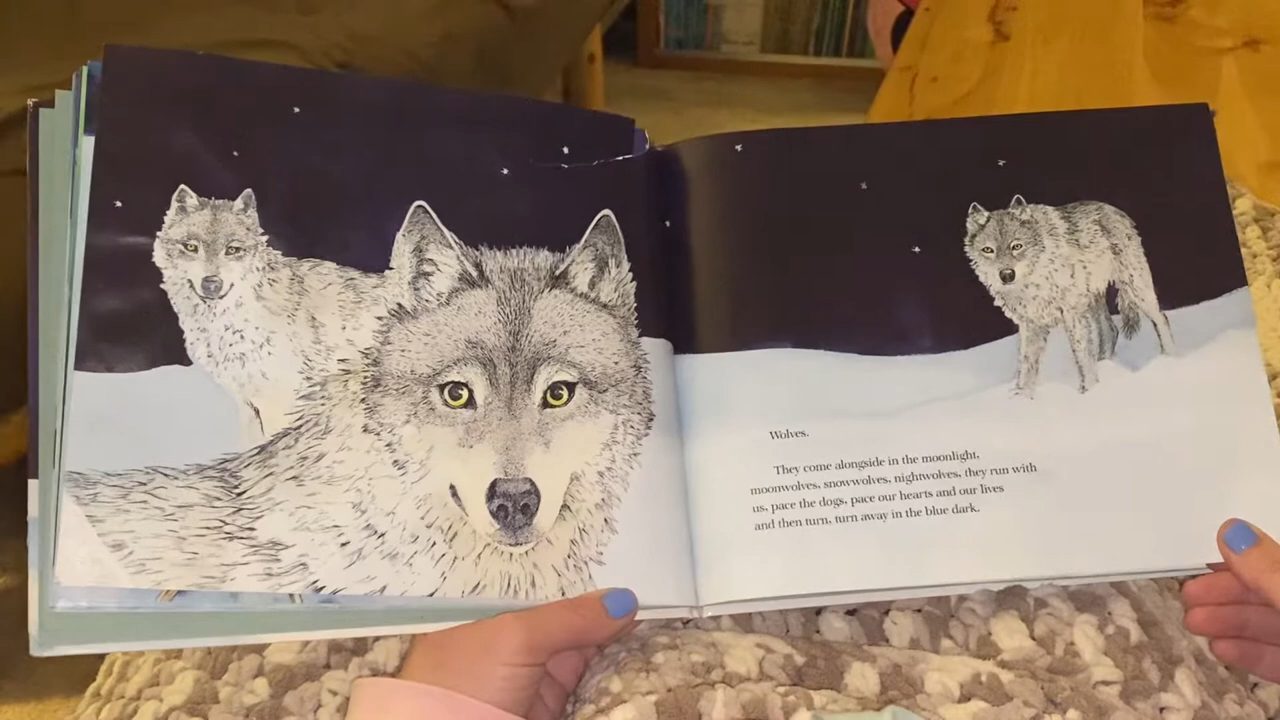 Wolves.
They come alongside in the moonlight,
moonwolves, snowwolves, nightwolves, they run with
us, pace the dogs, pace our hearts and our lives
and then turn, turn away in the blue dark.